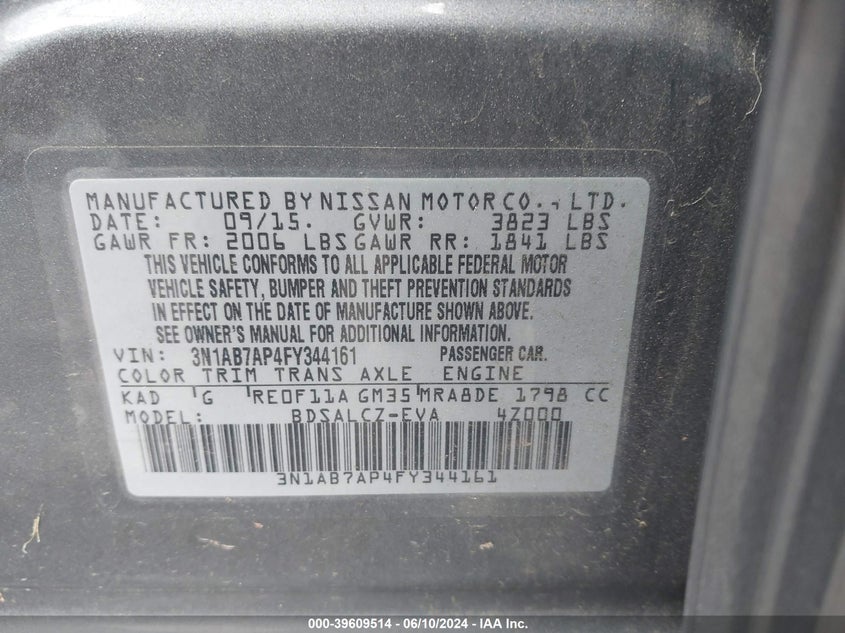 MANUFACTURED BY NISSAN MOTOR CO., LTD.
DATE: 09/15. GVWR: 3823 LBS
GAWR FR: 2006 LBS GAWR RR: 1841 LBS
THIS VEHICLE CONFORMS TO ALL APPLICABLE FEDERAL MOTOR
VEHICLE SAFETY, BUMPER AND THEFT PREVENTION STANDARDS
IN EFFECT ON THE DATE OF MANUFACTURE SHOWN ABOVE.
SEE OWNER'S MANUAL FOR ADDITIONAL INFORMATION.
VIN: 3N1AB7AP4FY344161 PASSENGER CAR.
COLOR TRIM TRANS AXLE ENGINE
KAD G RE0F11A GM35 MRA8DE 1798 CC
MODEL: BDSALCZ-EVA 4Z000
3N1AB7AP4FY344161
000-39609514 - 06/10/2024 - IAA Inc.